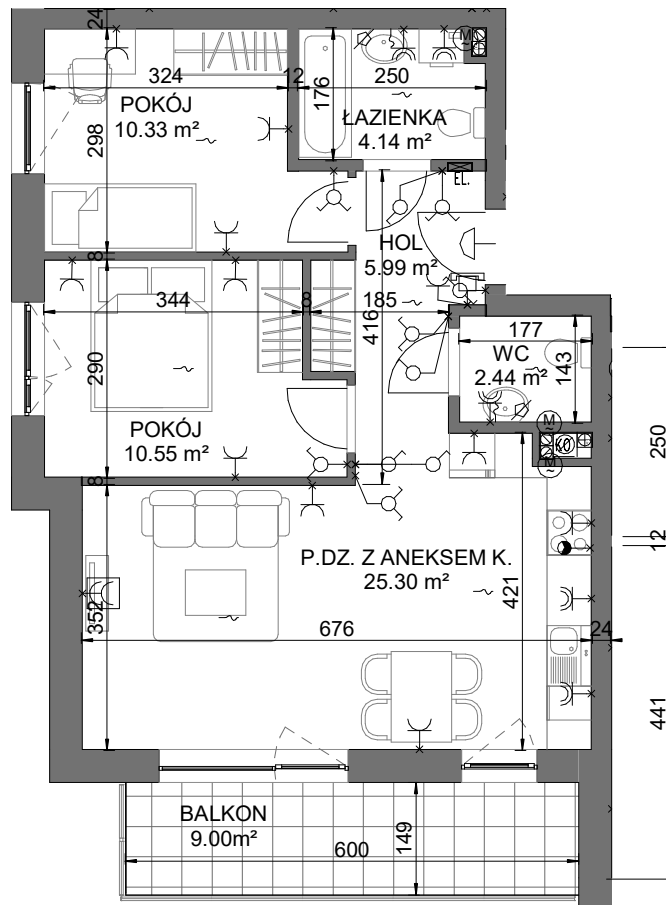 24
324
12
250
M
~
POKÓJ
10.33 m²
176
ŁAZIENKA
4.14 m²
298
EL.
HOL
5.99 m²
8
344
8
185
416
177
WC
2.44 m²
143
290
POKÓJ
10.55 m²
M
~
KO
M
~
250
8
P.DZ. Z ANEKSEM K.
25.30 m²
12
352
421
676
24
441
BALKON
9.00m²
149
600